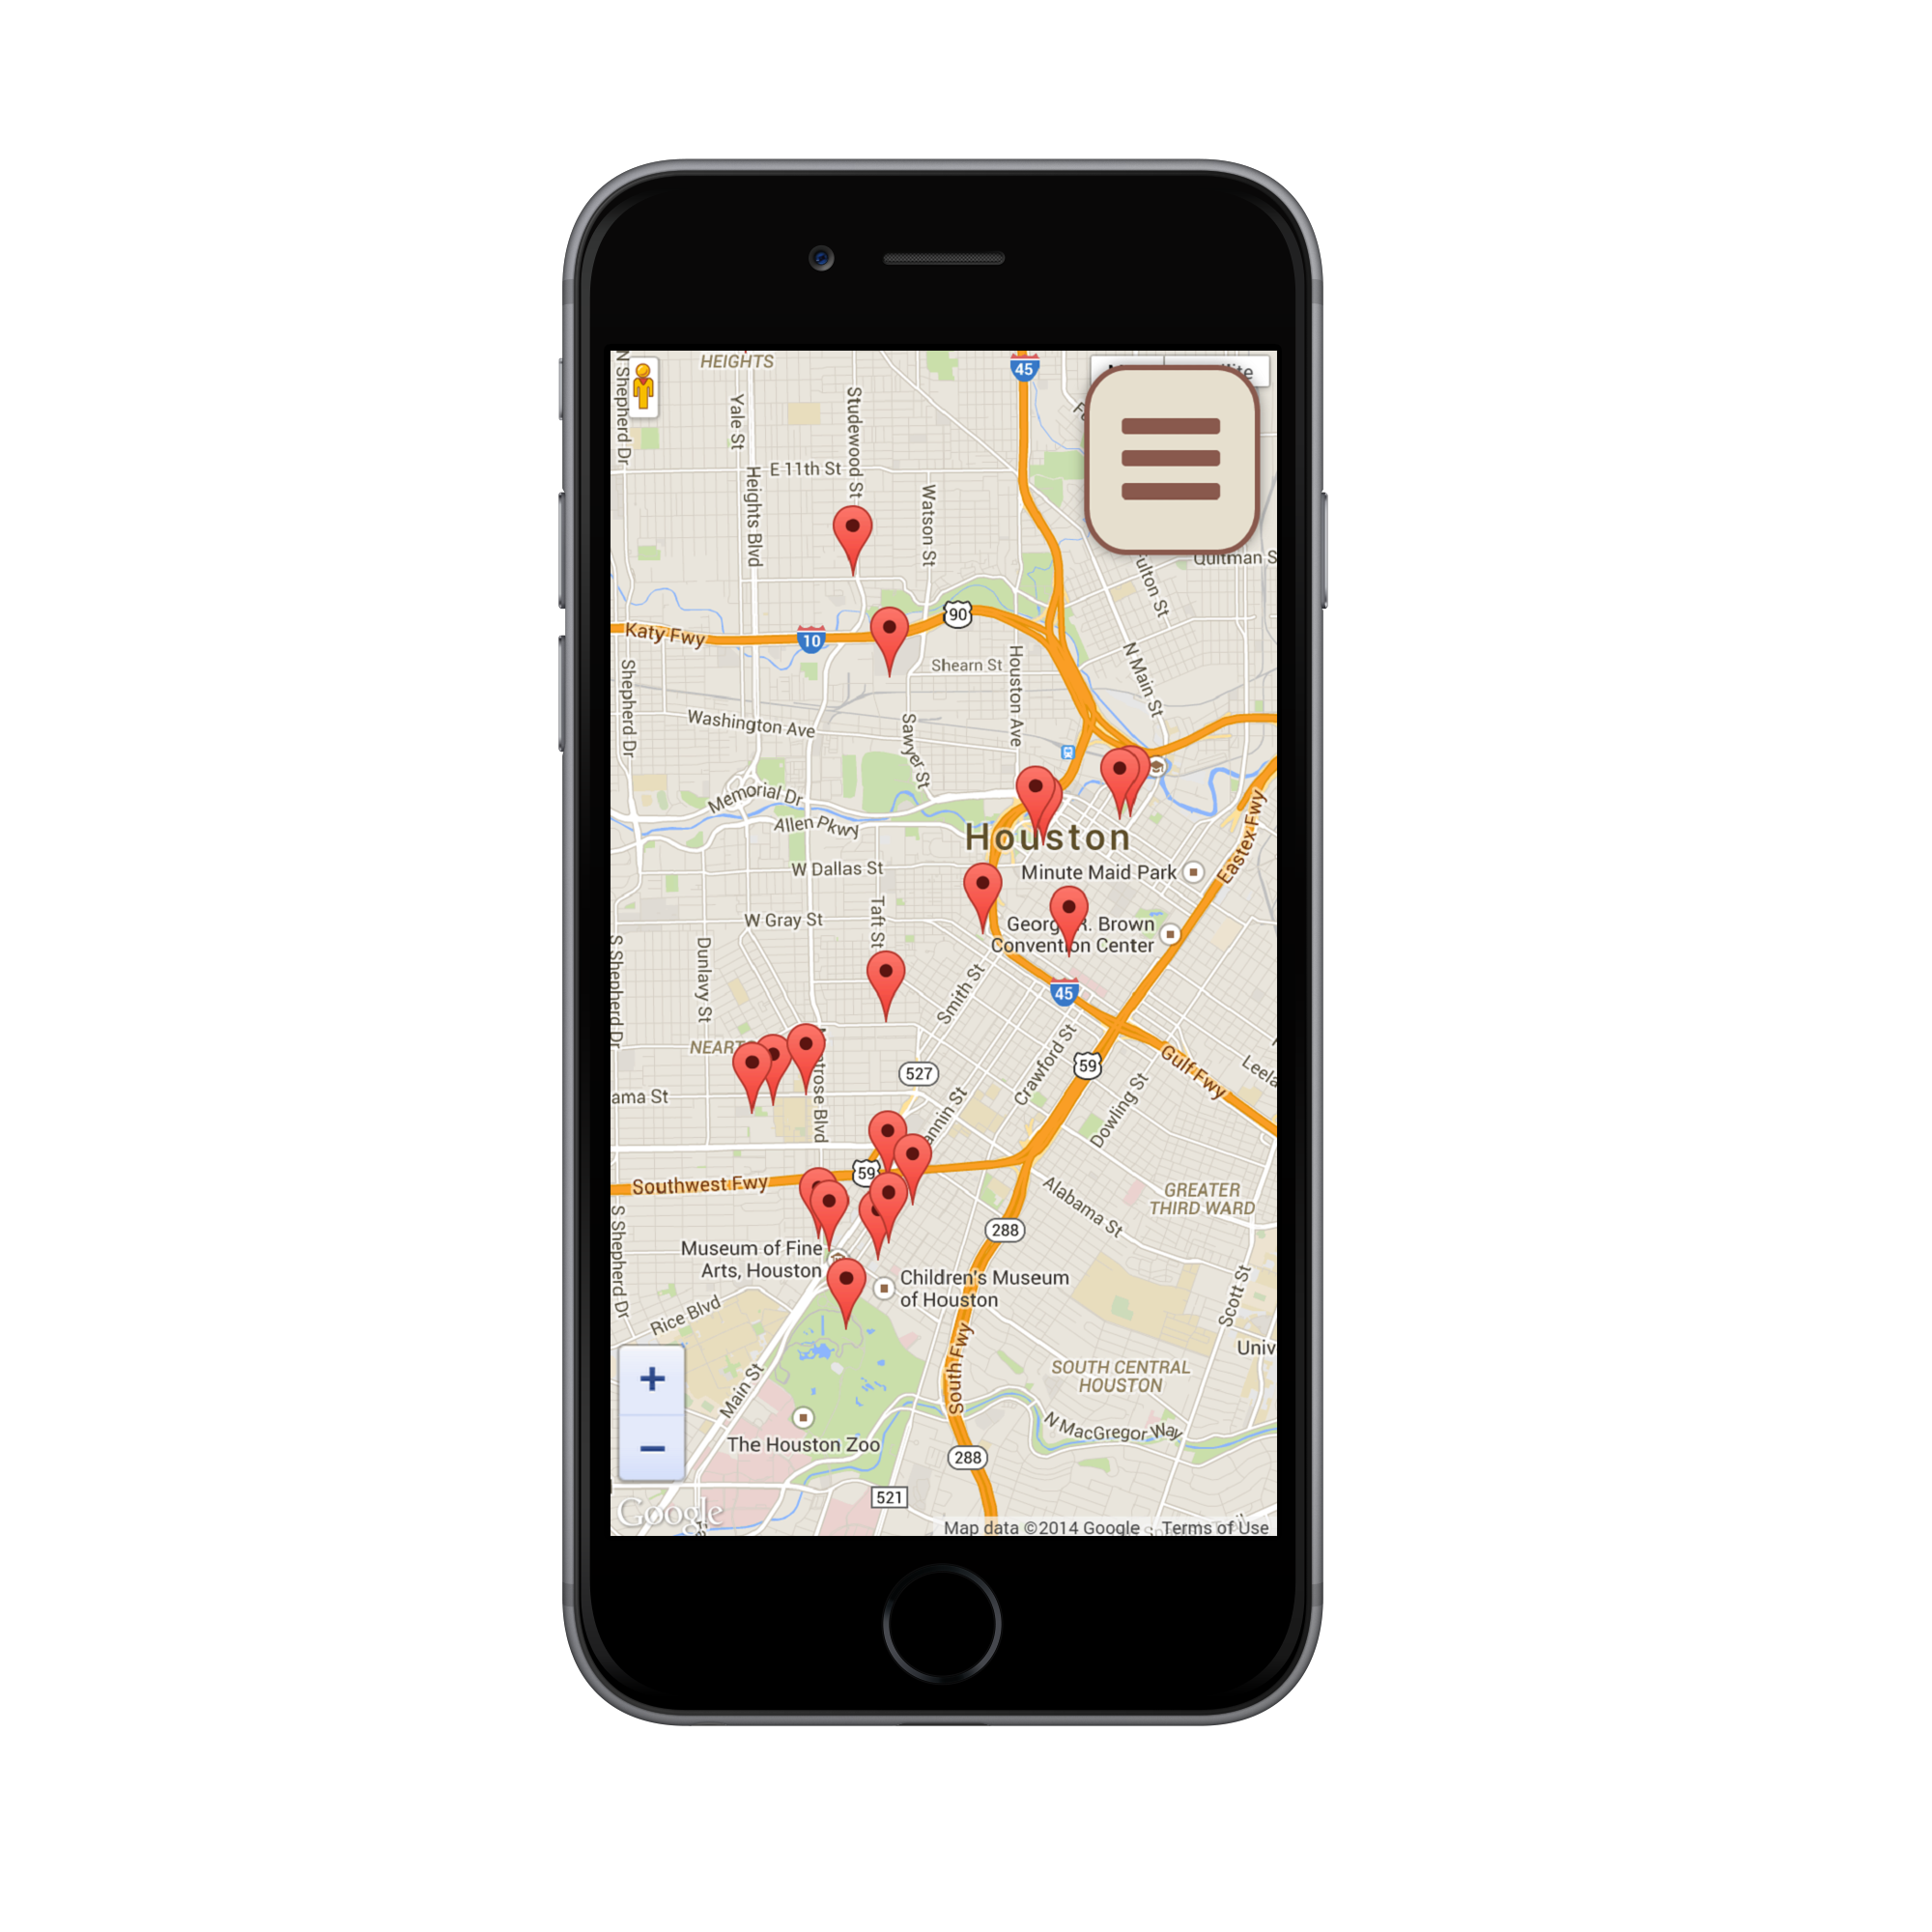 HEIGHTS
45
N Shepherd Dr
Yale St
Studewood St
E 11th St
Heights Blvd
Watson St
Quitman S
ulton St
90
Katy Fwy
10
Shearn St
Houston Ave
N Main St
Shepherd Dr
Washington Ave
Sawyer St
Memorial Dr
Allen Pkwy
Houston
Eastex Fwy
W Dallas St
Minute Maid Park
W Gray St
Taft St
George R. Brown
Convention Center
S Shepherd Dr
Dunlavy St
Smith St
45
NEART
trose Blvd
527
Crawford St
59
Gulf Fwy
Leela
ama St
annin St
Dowling St
59
Southwest Fwy
Alabama St
GREATER
THIRD WARD
S Shepherd Dr
288
Museum of Fine
Arts, Houston
Children's Museum
of Houston
Scott St
Rice Blvd
South Fwy
Univ
SOUTH CENTRAL
HOUSTON
+
Main St
N MacGregor Way
The Houston Zoo
−
288
521
Google
Map data ©2014 Google
Terms of Use